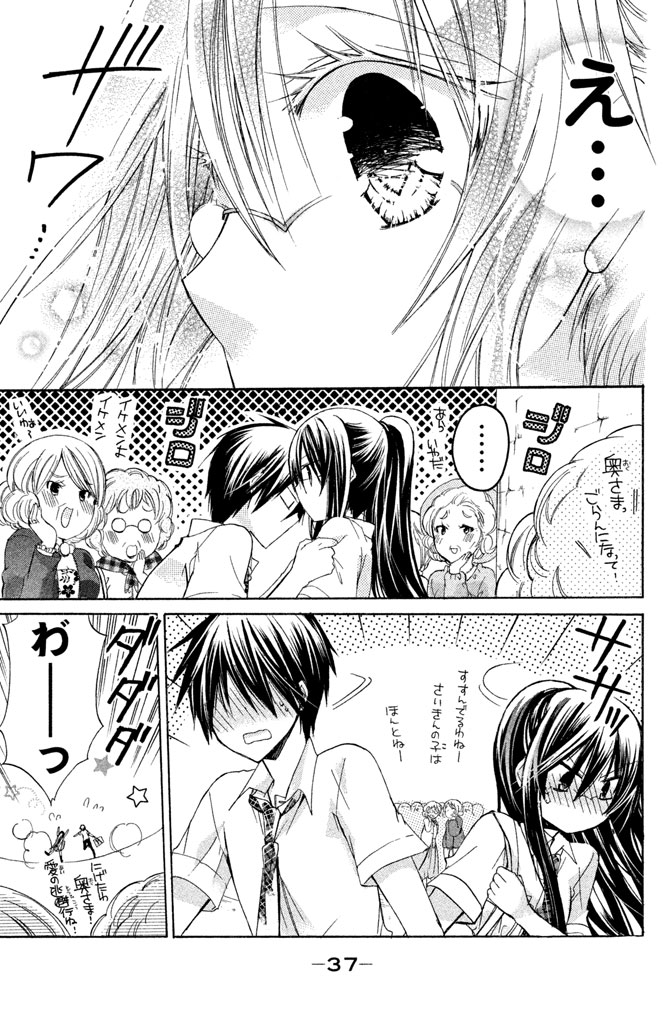 え…
ザワ…
奥さま。
ごらんになって!
ジロ
……
あら
いやだ
ジロ
イケメンよ
イケメン
いいわね〜
ササッ
すすんでるわねー
さいきんの子は
ほんとねー
ダダダダ
わ゙ーっ
にげたわ
奥さま!
愛の逃避行ね!
—37—